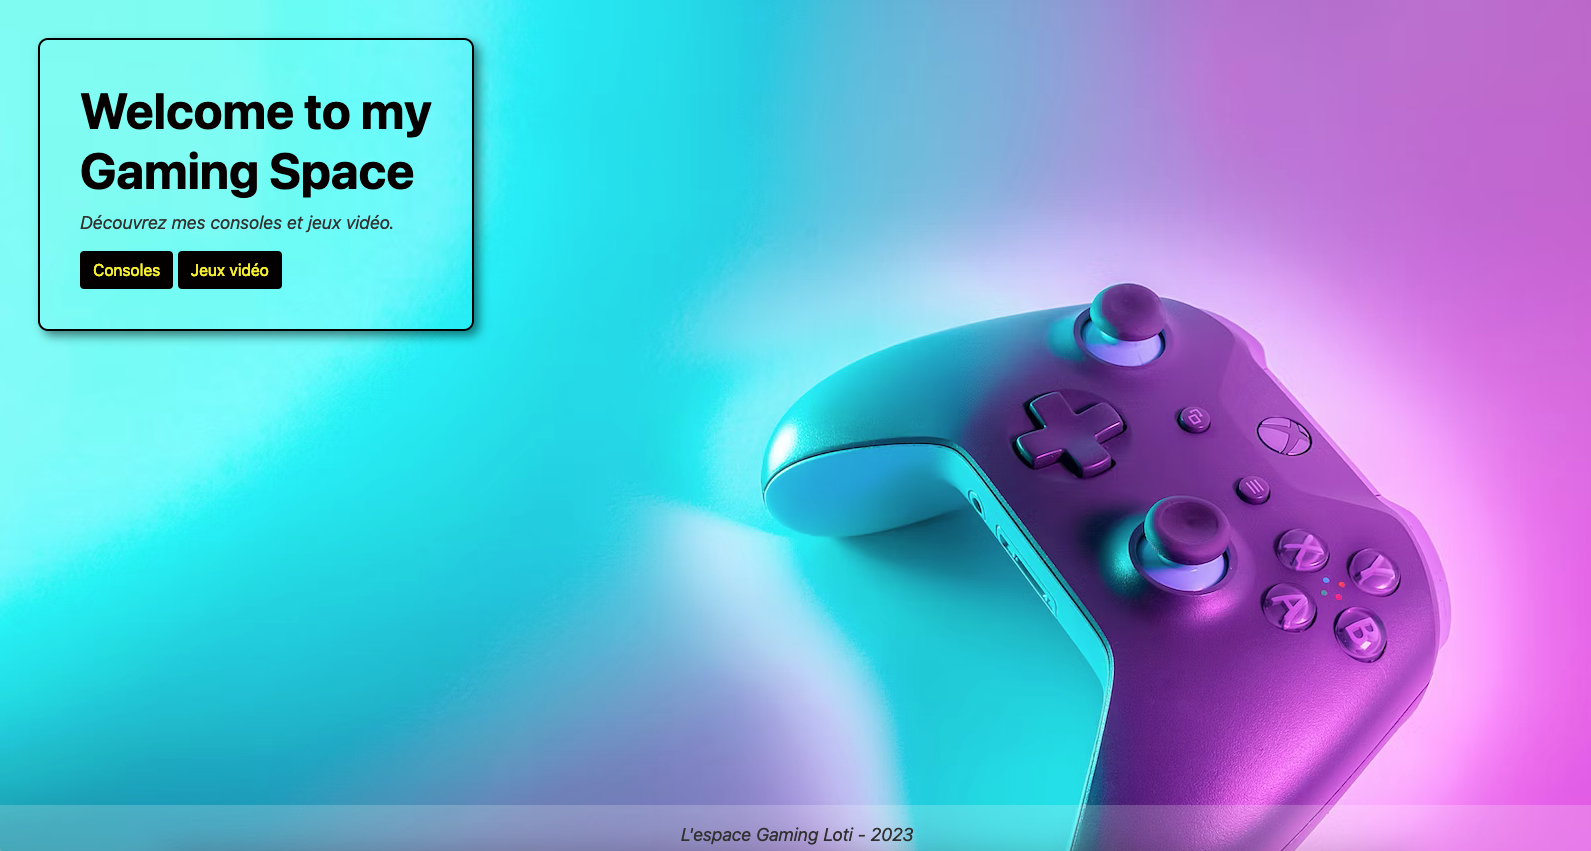 Welcome to my
Gaming Space
Découvrez mes consoles et jeux vidéo.
Consoles Jeux vidéo
X Y
A B
L'espace Gaming Loti - 2023